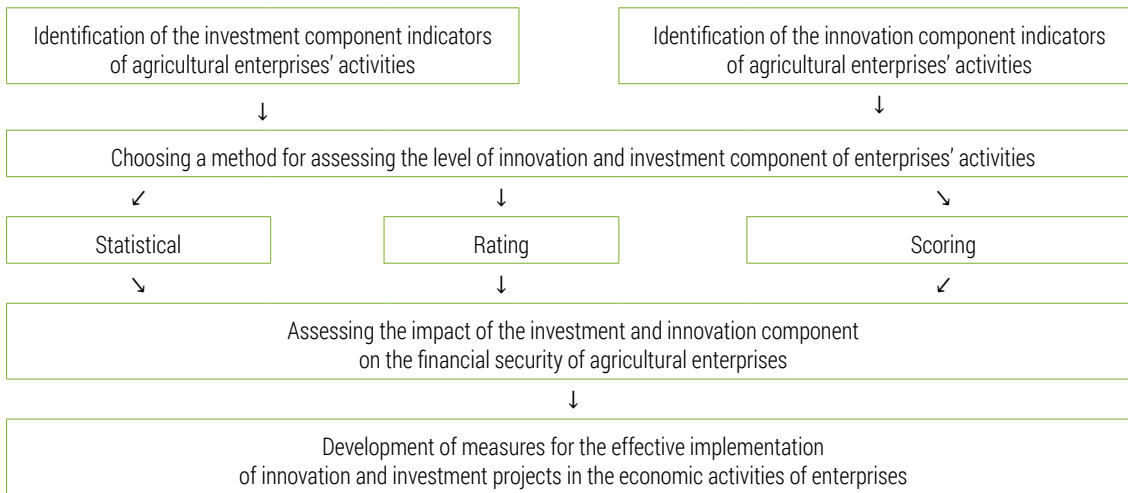 Identification of the investment component indicators
of agricultural enterprises’ activities
Identification of the innovation component indicators
of agricultural enterprises’ activities
↓
↓
Choosing a method for assessing the level of innovation and investment component of enterprises’ activities
↙ ↓ ↘
Statistical
Rating
Scoring
↘ ↓ ↙
Assessing the impact of the investment and innovation component
on the financial security of agricultural enterprises
↓
Development of measures for the effective implementation
of innovation and investment projects in the economic activities of enterprises